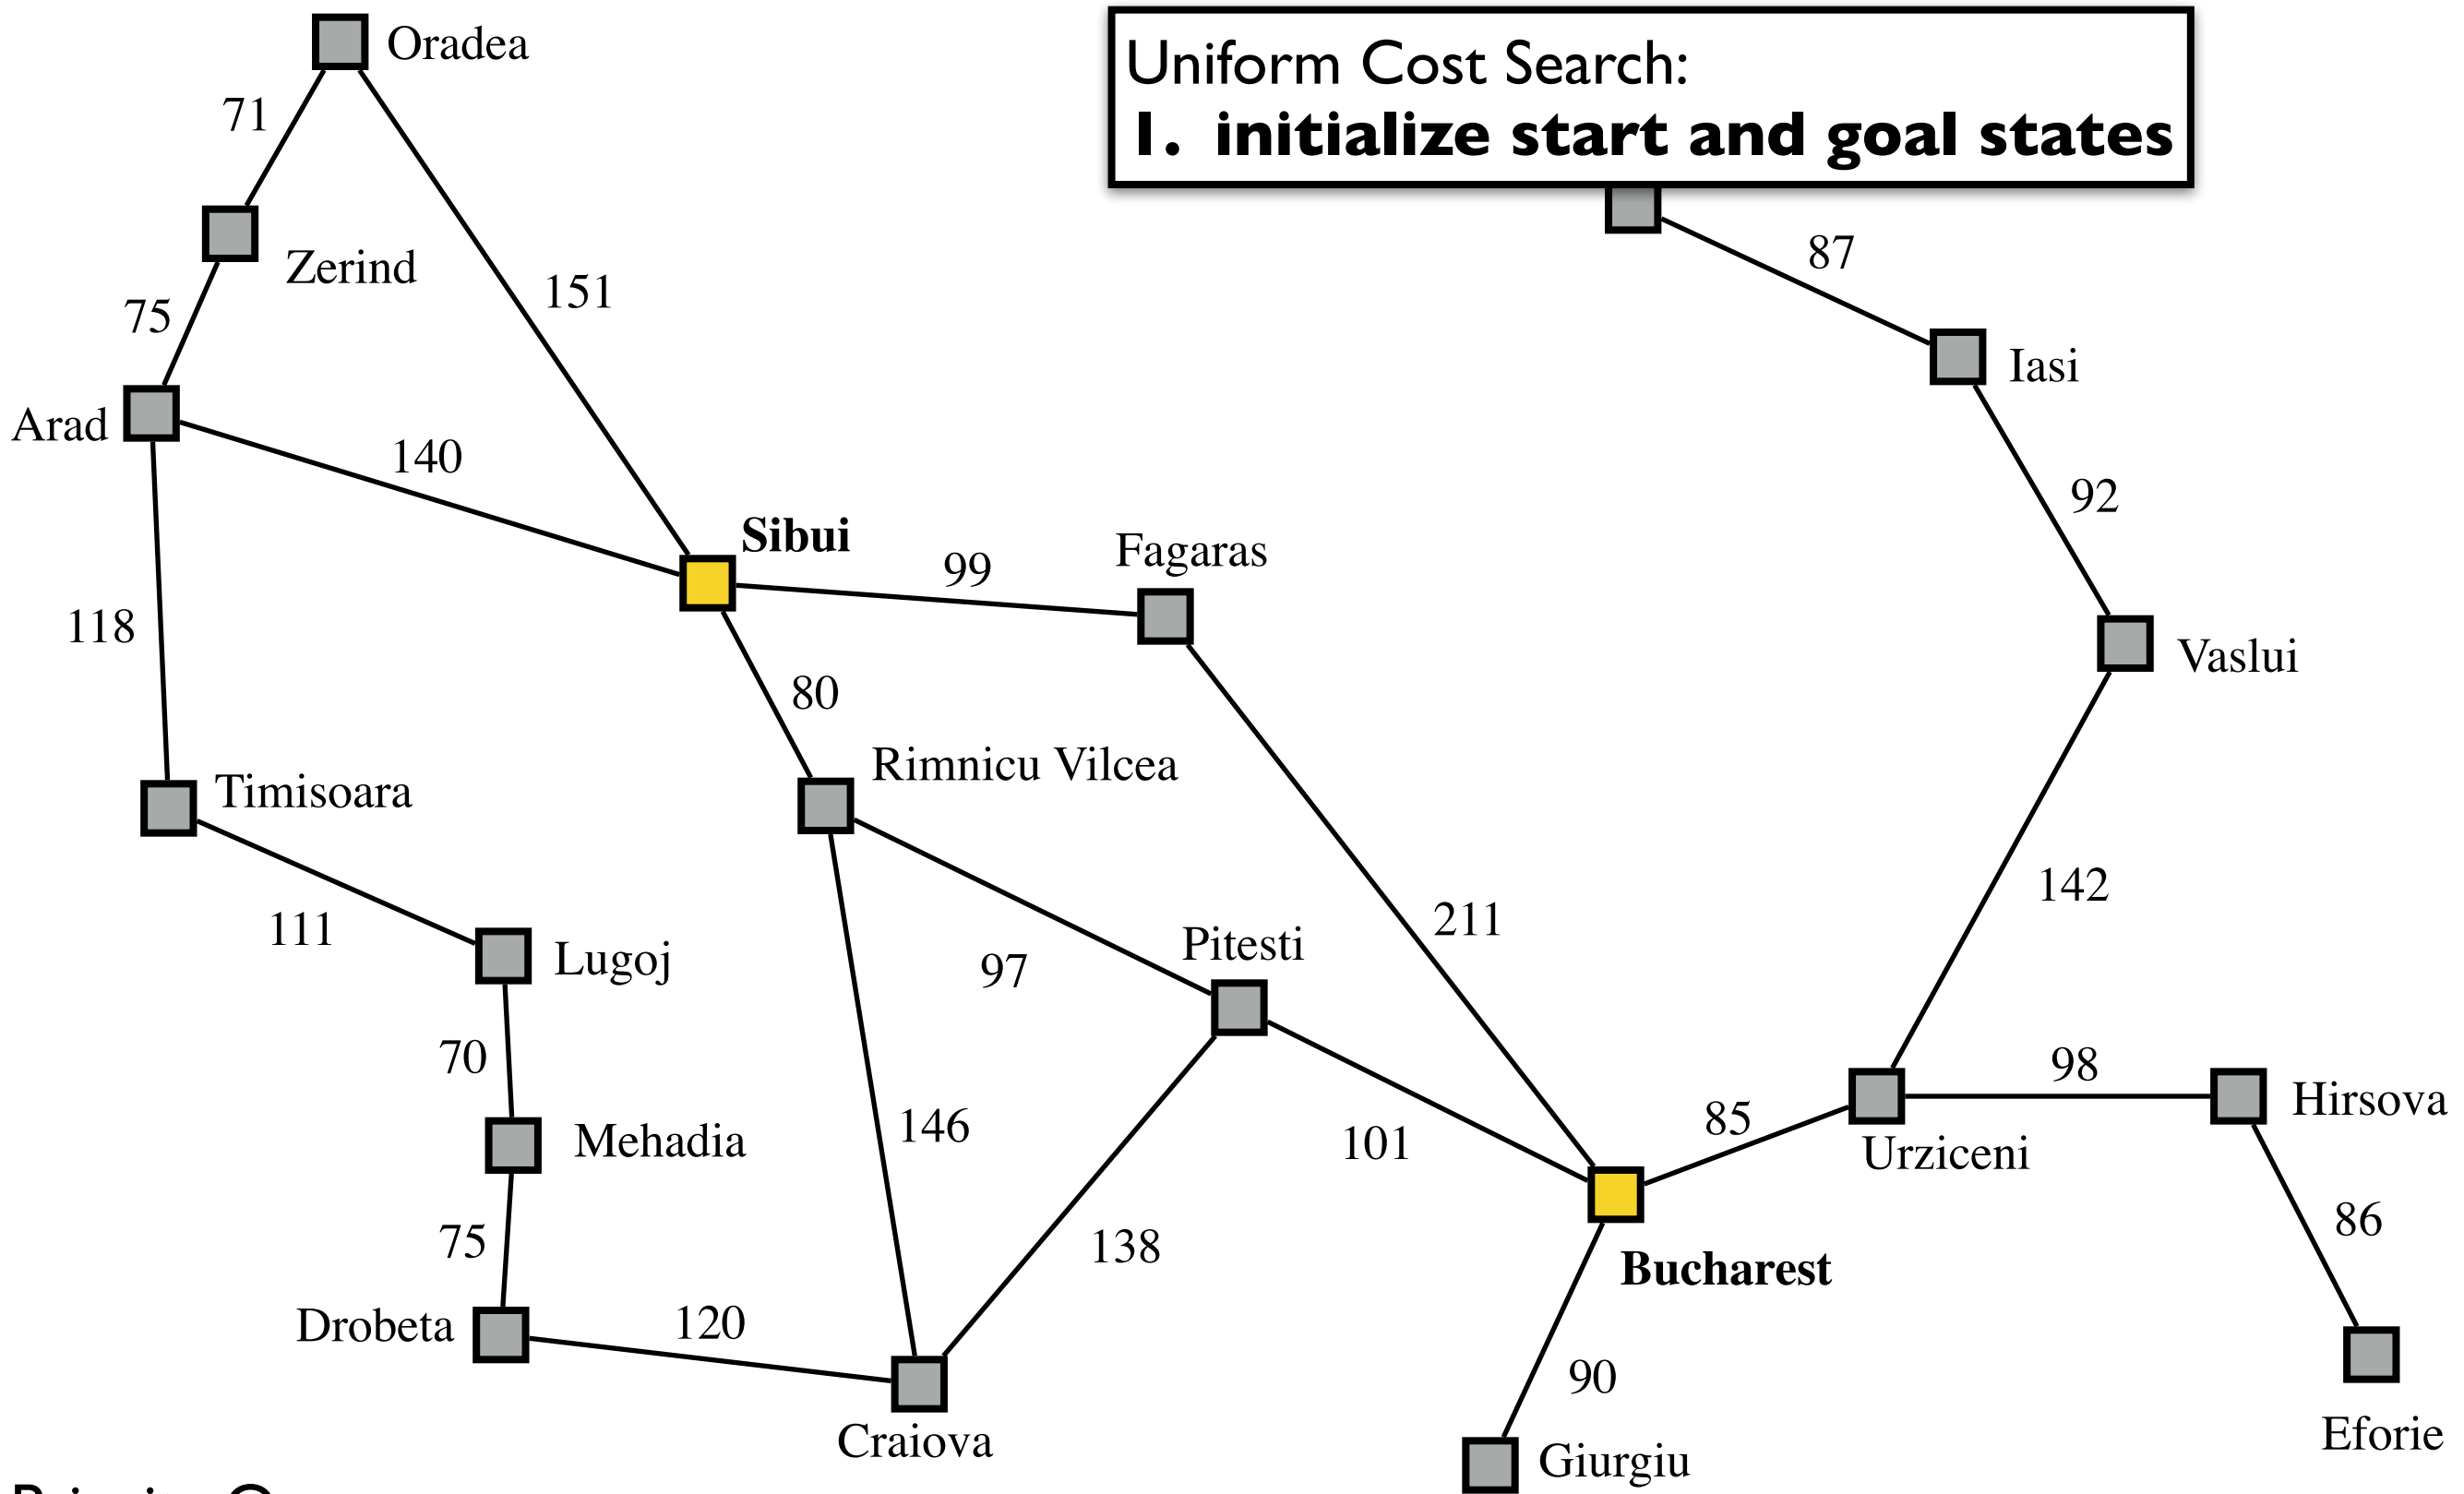 Oradea
Uniform Cost Search:
1. initialize start and goal states
71
87
Zerind
151
75
Iasi
Arad
140
92
Sibui
Fagaras
99
118
Vaslui
80
Rimnicu Vilcea
Timisoara
142
211
111
Pitesti
Lugoj
97
70
98
Hirsova
85
146
Mehadia
101
Urziceni
86
75
138
Bucharest
Drobeta
120
90
Craiova
Eforie
Giurgiu